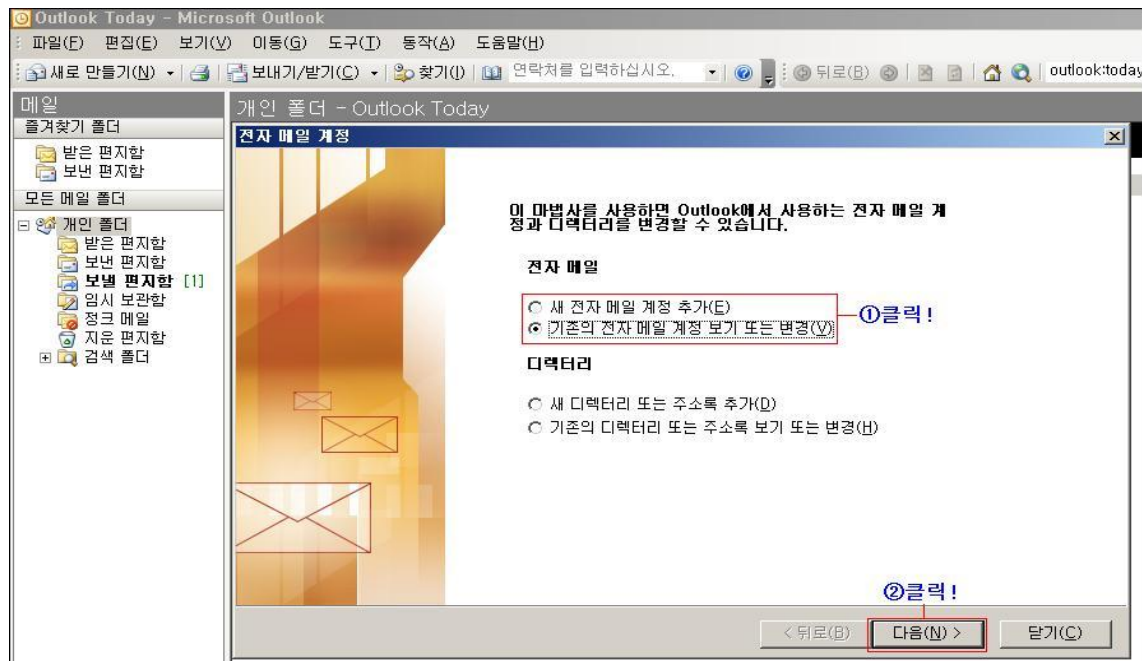 Outlook Today - Microsoft Outlook
파일(F) 편집(E) 보기(V) 이동(G) 도구(T) 동작(A) 도움말(H)
새로 만들기(N) 보내기/받기(C) 찾기(I) 연락처를 입력하십시오. 뒤로(B) outlook:today
메일
즐겨찾기 폴더
받은 편지함
보낸 편지함
모든 메일 폴더
개인 폴더
받은 편지함
보낸 편지함
보낼 편지함 [1]
임시 보관함
정크 메일
지운 편지함
검색 폴더
개인 폴더 - Outlook Today
전자 메일 계정
이 마법사를 사용하면 Outlook에서 사용하는 전자 메일 계
정과 디렉터리를 변경할 수 있습니다.
전자 메일
새 전자 메일 계정 추가(E)
기존의 전자 메일 계정 보기 또는 변경(V)
①클릭!
디렉터리
새 디렉터리 또는 주소록 추가(D)
기존의 디렉터리 또는 주소록 보기 또는 변경(H)
②클릭!
< 뒤로(B) 다음(N) > 닫기(C)